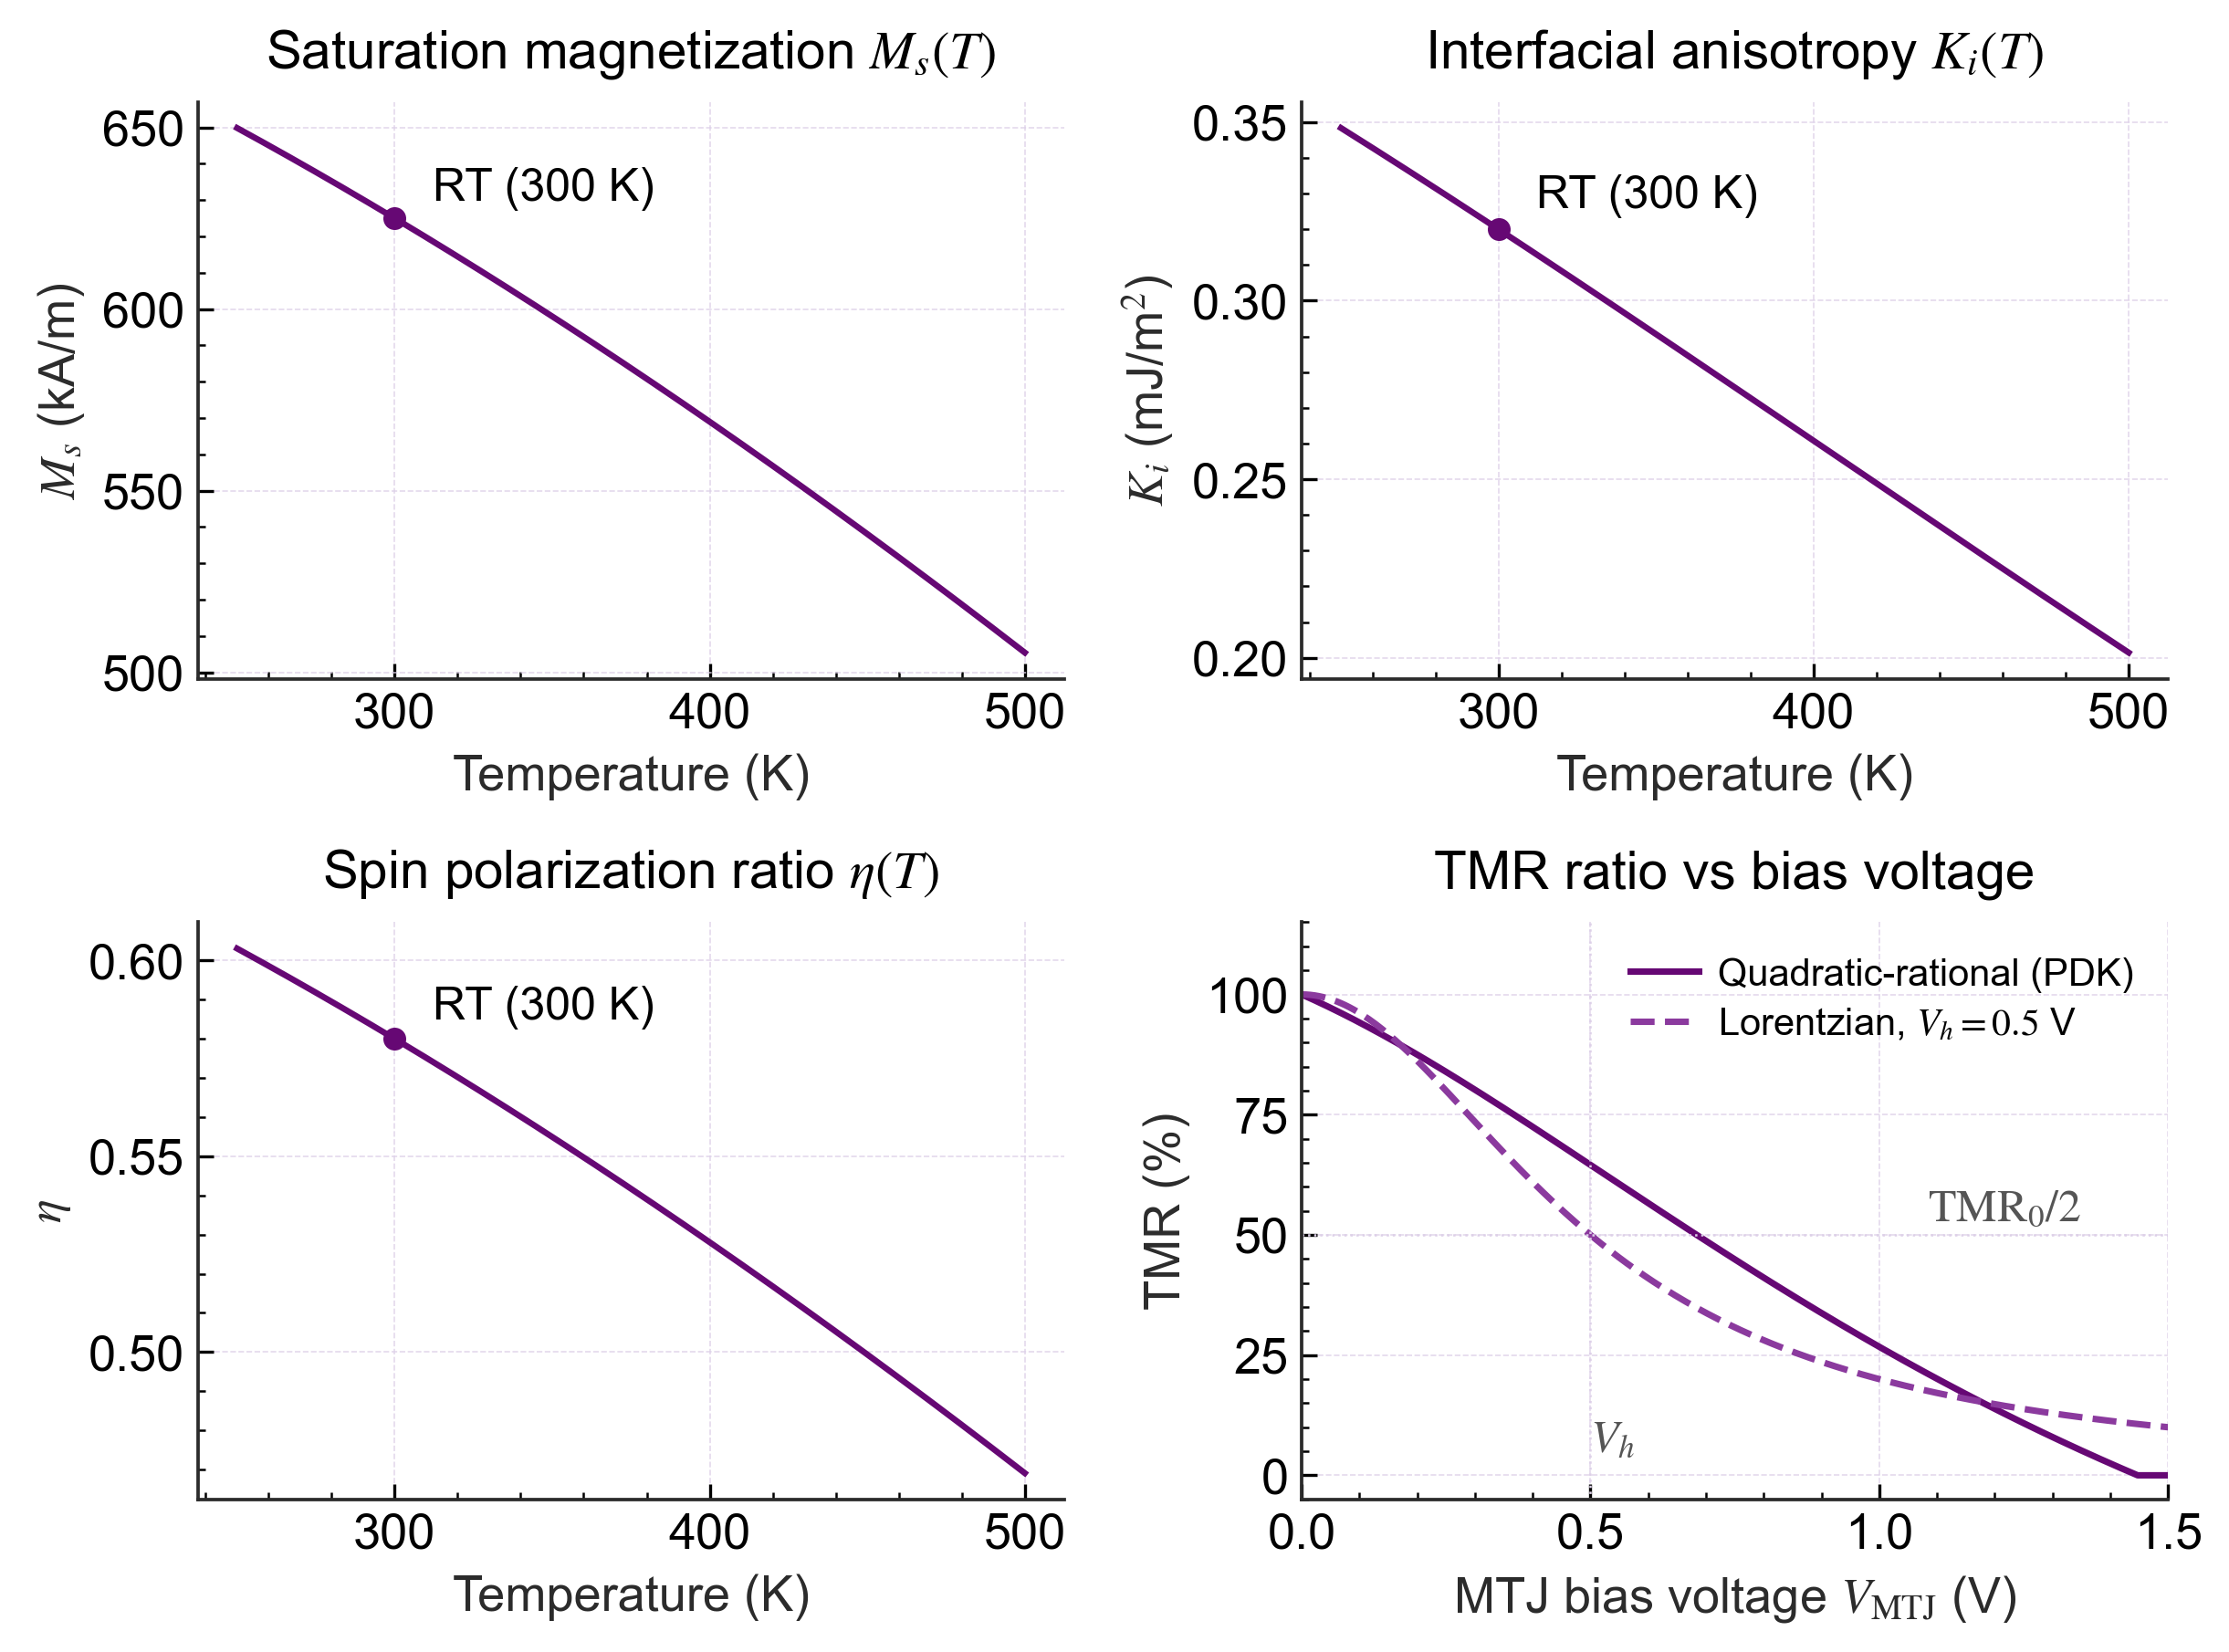 Saturation magnetization Mₛ(T)
650
600
550
500
Mₛ (kA/m)
RT (300 K)
300 400 500
Temperature (K)
Interfacial anisotropy Kᵢ(T)
0.35
0.30
0.25
0.20
Kᵢ (mJ/m²)
RT (300 K)
300 400 500
Temperature (K)
Spin polarization ratio η(T)
0.60
0.55
0.50
η
RT (300 K)
300 400 500
Temperature (K)
TMR ratio vs bias voltage
100
75
50
25
0
TMR (%)
Quadratic-rational (PDK)
Lorentzian, Vₕ = 0.5 V
TMR₀/2
Vₕ
0.0 0.5 1.0 1.5
MTJ bias voltage V_MTJ (V)